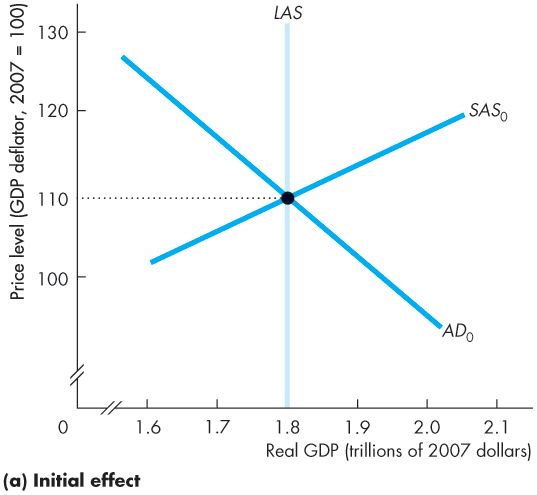 LAS
Price level (GDP deflator, 2007 = 100)
130
120
110
100
SAS₀
AD₀
0
1.6
1.7
1.8
1.9
2.0
2.1
Real GDP (trillions of 2007 dollars)
(a) Initial effect